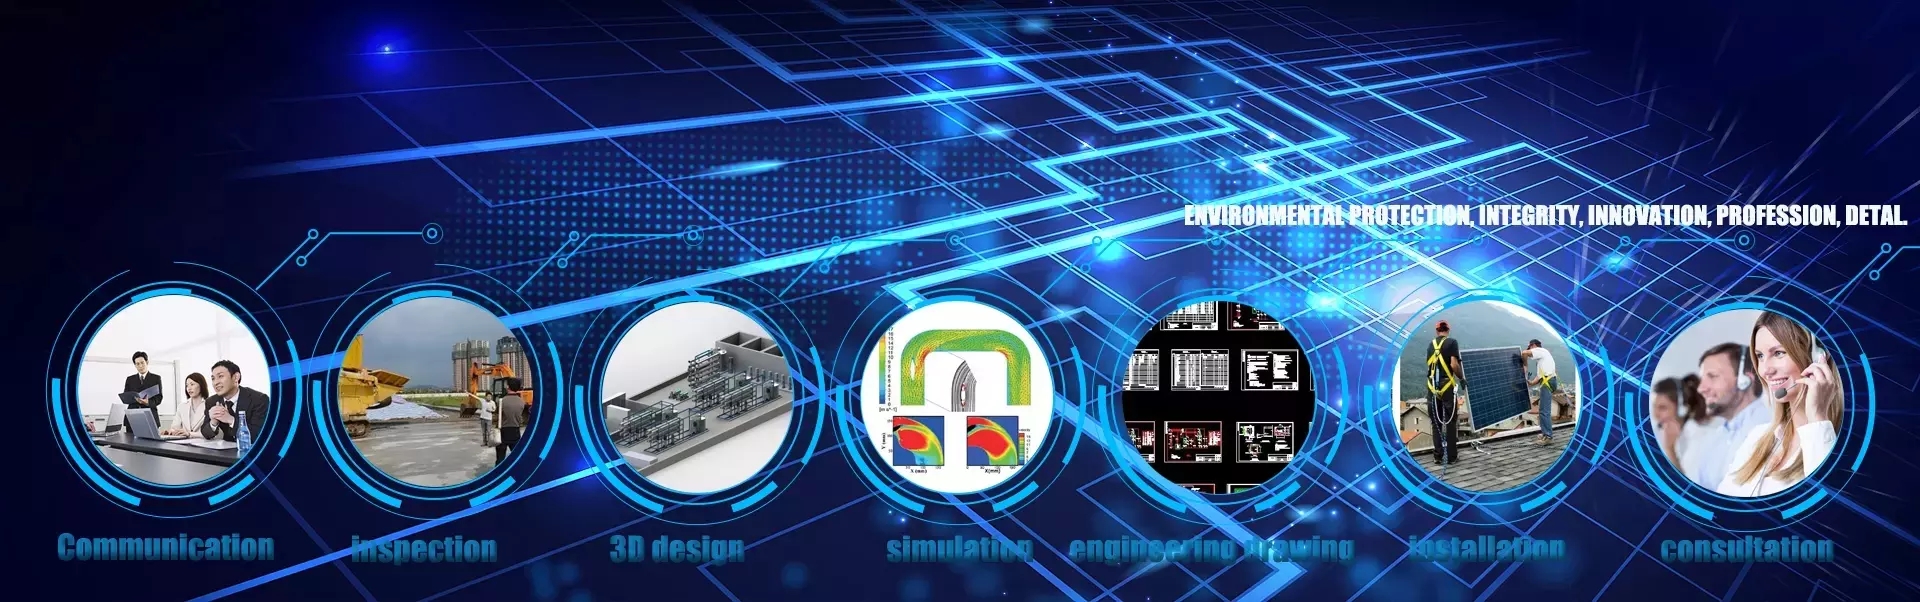 ENVIRONMENTAL PROTECTION, INTEGRITY, INNOVATION, PROFESSION, DETAL.
Communication
inspection
3D design
simulation
engineering drawing
installation
consultation